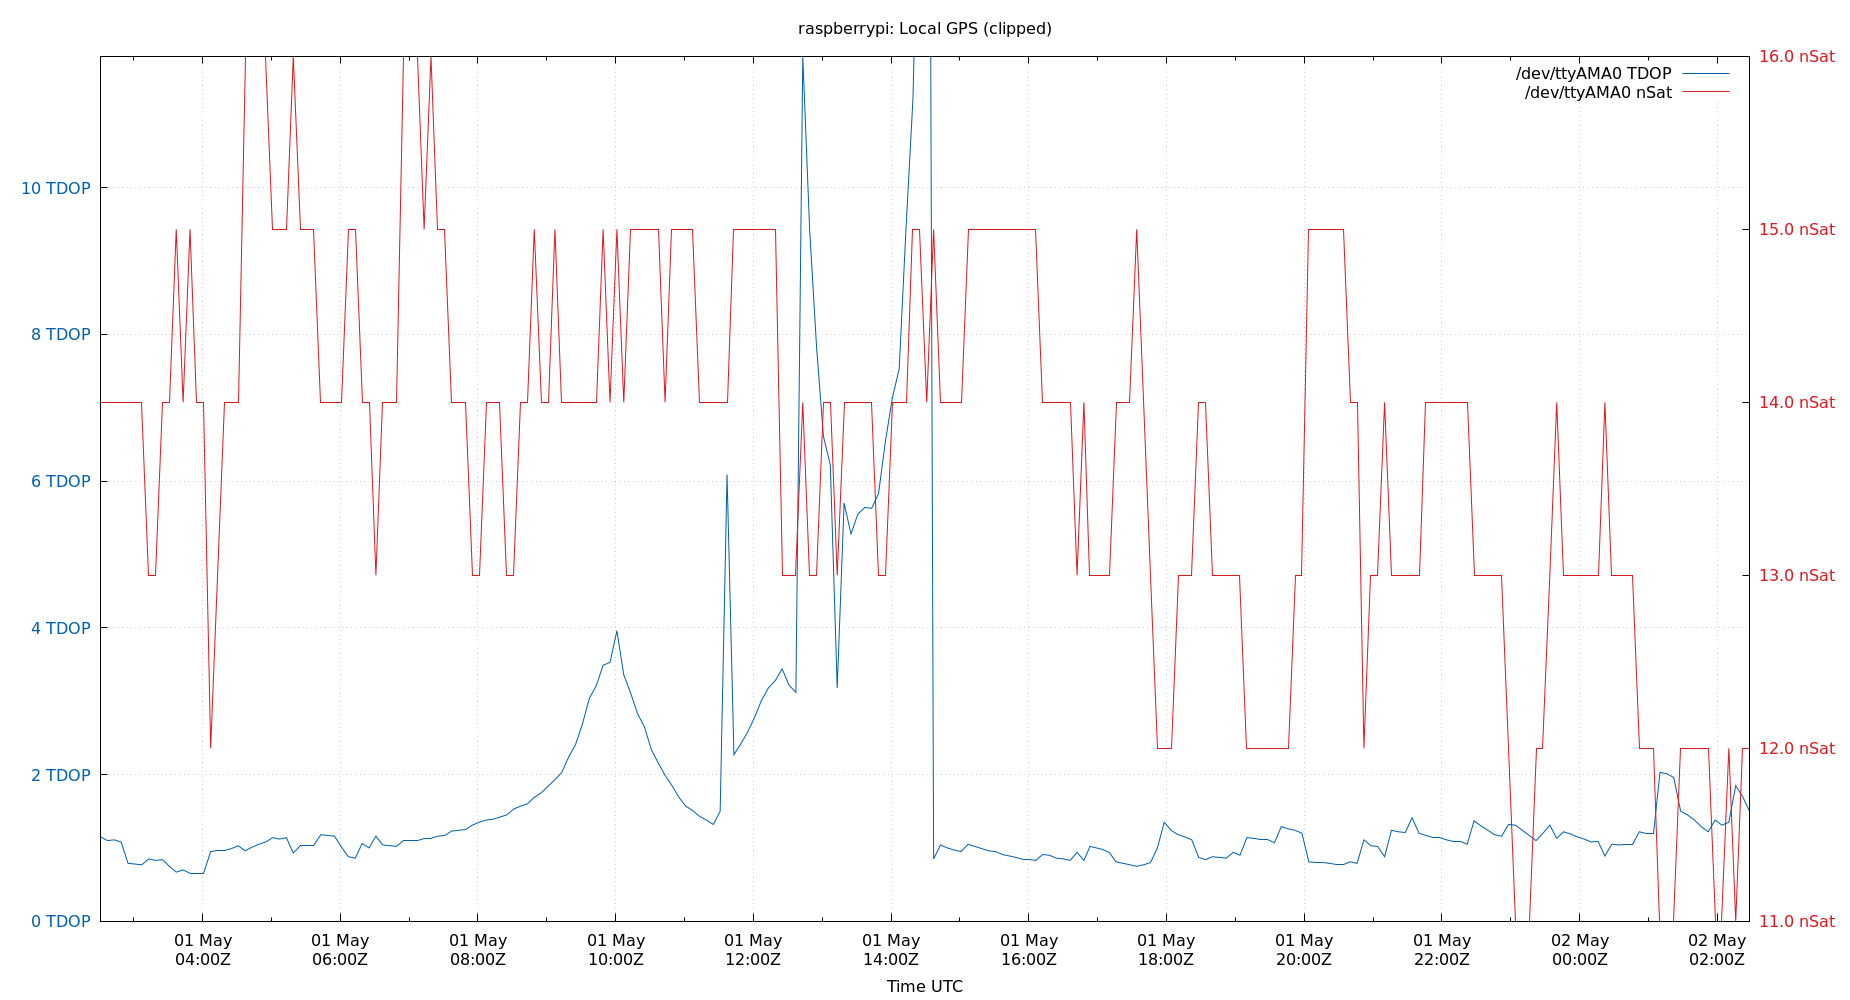 raspberrypi: Local GPS (clipped)
16.0 nSat
/dev/ttyAMA0 TDOP
/dev/ttyAMA0 nSat
10 TDOP
15.0 nSat
8 TDOP
14.0 nSat
6 TDOP
13.0 nSat
4 TDOP
12.0 nSat
2 TDOP
0 TDOP
11.0 nSat
01 May
04:00Z
01 May
06:00Z
01 May
08:00Z
01 May
10:00Z
01 May
12:00Z
01 May
14:00Z
01 May
16:00Z
01 May
18:00Z
01 May
20:00Z
01 May
22:00Z
02 May
00:00Z
02 May
02:00Z
Time UTC